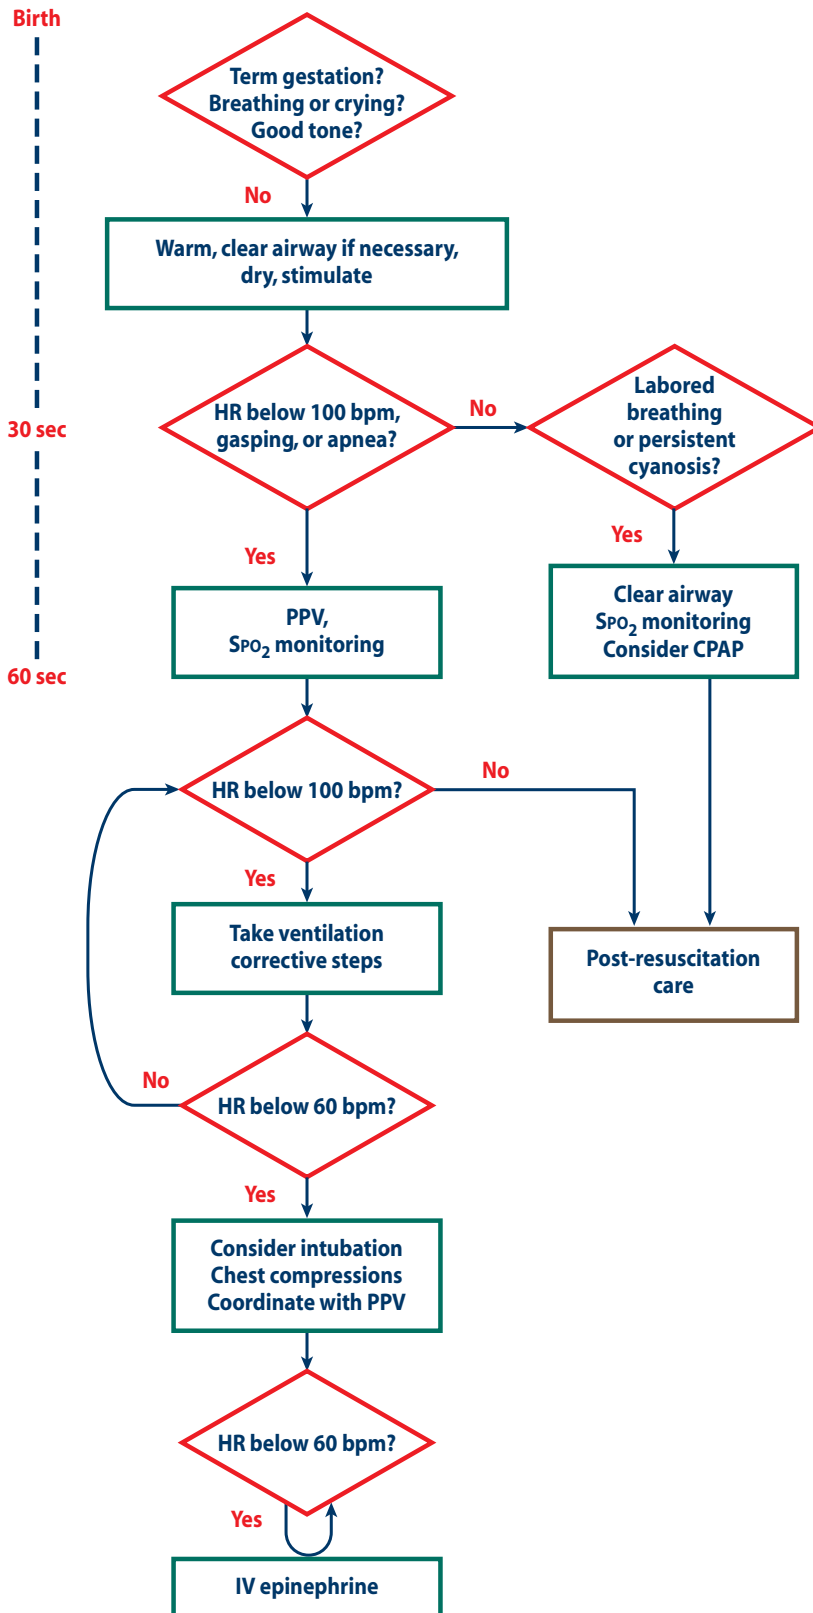 Birth
Term gestation?
Breathing or crying?
Good tone?
No
Warm, clear airway if necessary,
dry, stimulate
30 sec
HR below 100 bpm,
gasping, or apnea?
No
Labored
breathing
or persistent
cyanosis?
Yes
Yes
PPV,
SPO₂ monitoring
Clear airway
SPO₂ monitoring
Consider CPAP
60 sec
HR below 100 bpm?
No
Yes
Take ventilation
corrective steps
Post-resuscitation
care
No
HR below 60 bpm?
Yes
Consider intubation
Chest compressions
Coordinate with PPV
HR below 60 bpm?
Yes
IV epinephrine